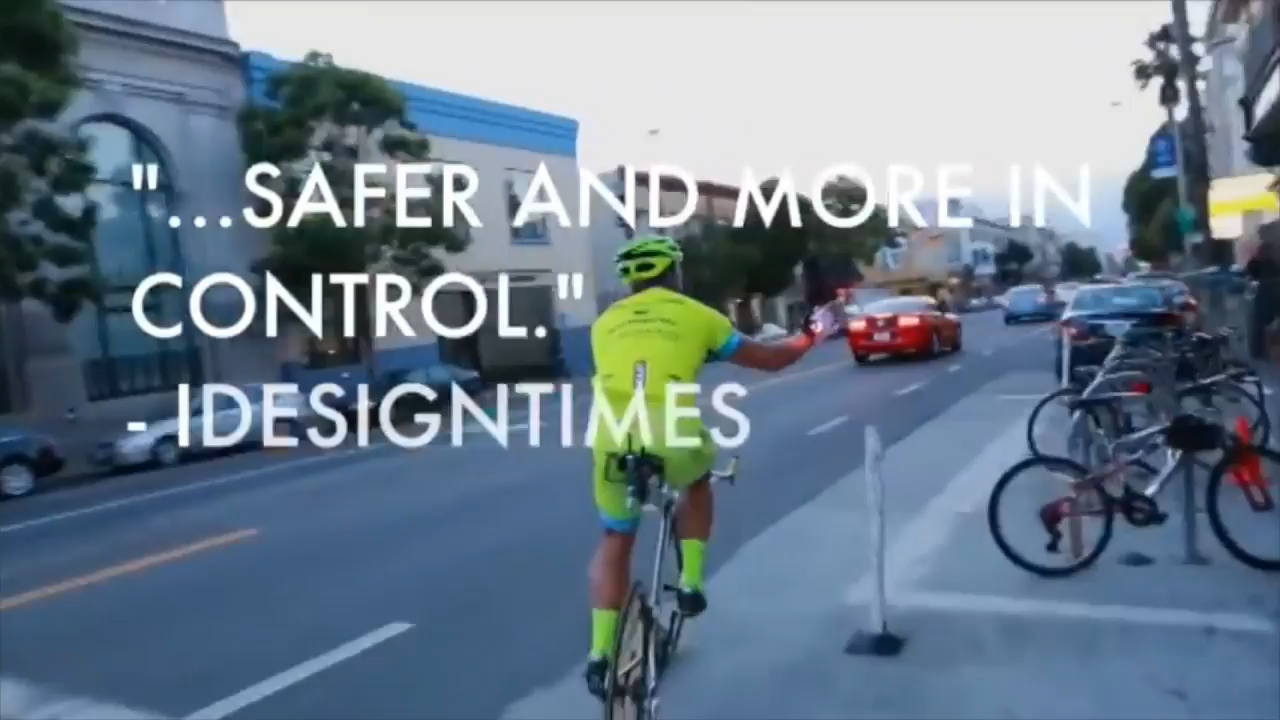 "...SAFER AND MORE IN
CONTROL."
- IDESIGNTIMES